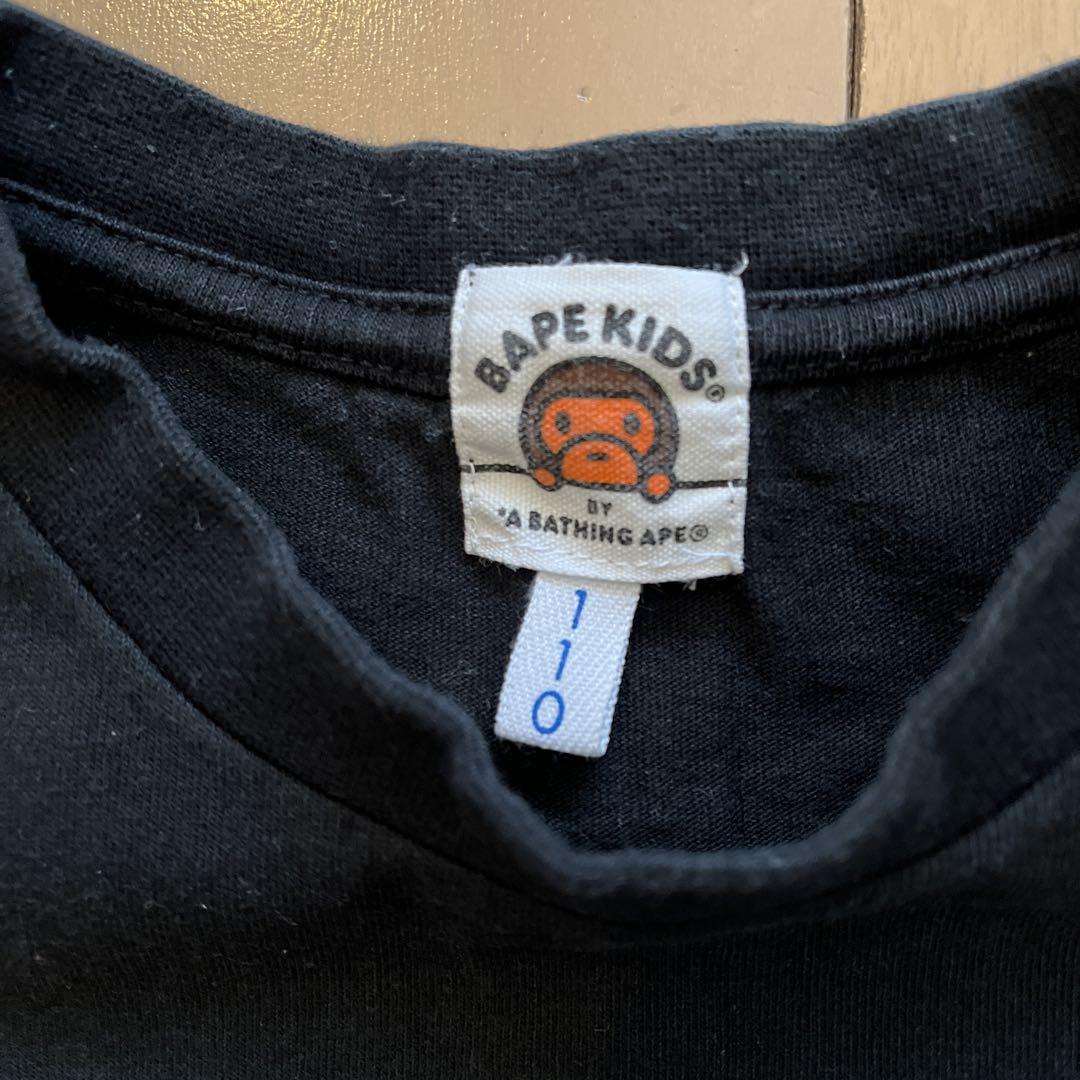 BAPE KIDS®
BY
*A BATHING APE®
110